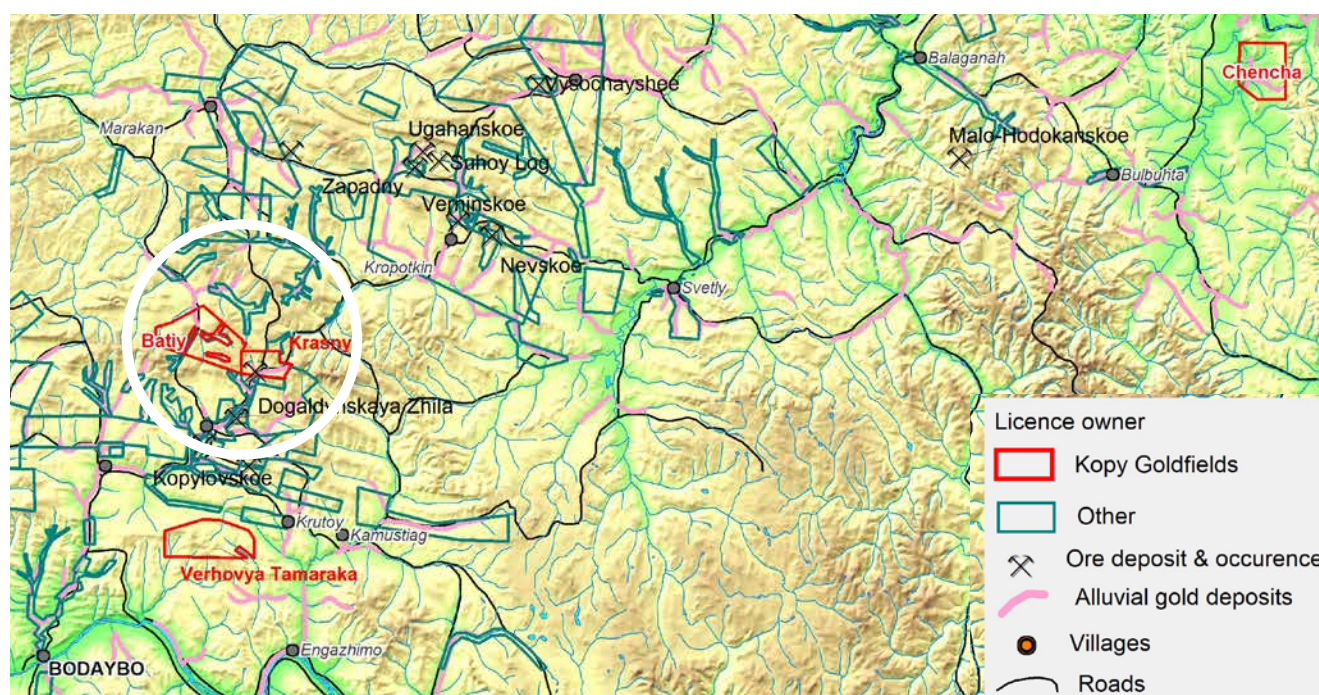 Balaganah
Chencha
Vysochayshee
Marakan
Ugahanskoe
Malo-Hodokanskoe
Suhoy Log
Zapadny
Bulbuhta
Verninskoe
Kropotkin
Nevskoe
Svetly
Batiy
Krasny
Dogaldynskaya Zhila
Kopylovskoe
Krutoy
Kamustiag
Verhovya Tamaraka
Engazhimo
BODAYBO
Licence owner
Kopy Goldfields
Other
Ore deposit & occurence
Alluvial gold deposits
Villages
Roads